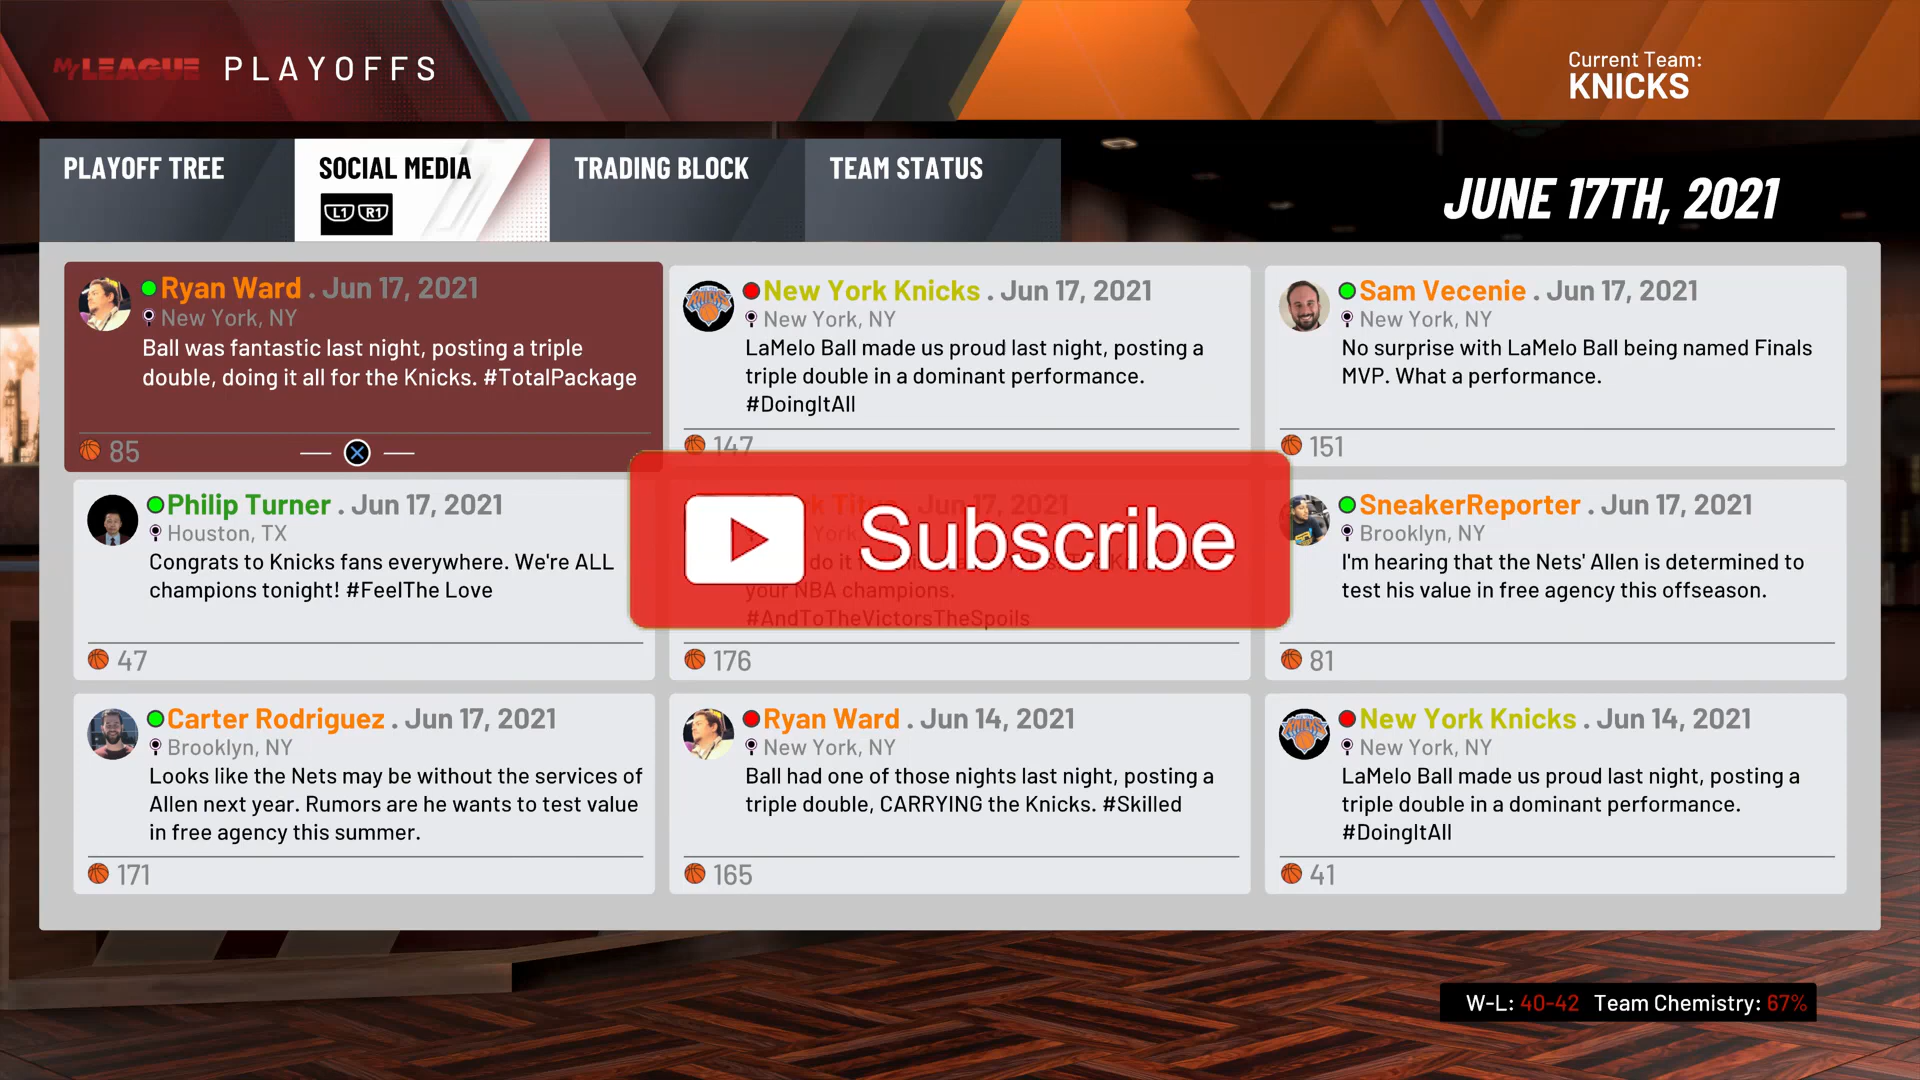 MyLEAGUE PLAYOFFS
Current Team:
KNICKS
PLAYOFF TREE
SOCIAL MEDIA
L1 R1
TRADING BLOCK
TEAM STATUS
JUNE 17TH, 2021
Ryan Ward . Jun 17, 2021
New York, NY
Ball was fantastic last night, posting a triple
double, doing it all for the Knicks. #TotalPackage
85
New York Knicks . Jun 17, 2021
New York, NY
LaMelo Ball made us proud last night, posting a
triple double in a dominant performance.
#DoingItAll
147
Sam Vecenie . Jun 17, 2021
New York, NY
No surprise with LaMelo Ball being named Finals
MVP. What a performance.
151
Philip Turner . Jun 17, 2021
Houston, TX
Congrats to Knicks fans everywhere. We're ALL
champions tonight! #FeelThe Love
47
Subscribe
Jun 17, 2021
your NBA champions.
#AndToTheVictorsTheSpoils
176
SneakerReporter . Jun 17, 2021
Brooklyn, NY
I'm hearing that the Nets' Allen is determined to
test his value in free agency this offseason.
81
Carter Rodriguez . Jun 17, 2021
Brooklyn, NY
Looks like the Nets may be without the services of
Allen next year. Rumors are he wants to test value
in free agency this summer.
171
Ryan Ward . Jun 14, 2021
New York, NY
Ball had one of those nights last night, posting a
triple double, CARRYING the Knicks. #Skilled
165
New York Knicks . Jun 14, 2021
New York, NY
LaMelo Ball made us proud last night, posting a
triple double in a dominant performance.
#DoingItAll
41
W-L: 40-42 Team Chemistry: 67%